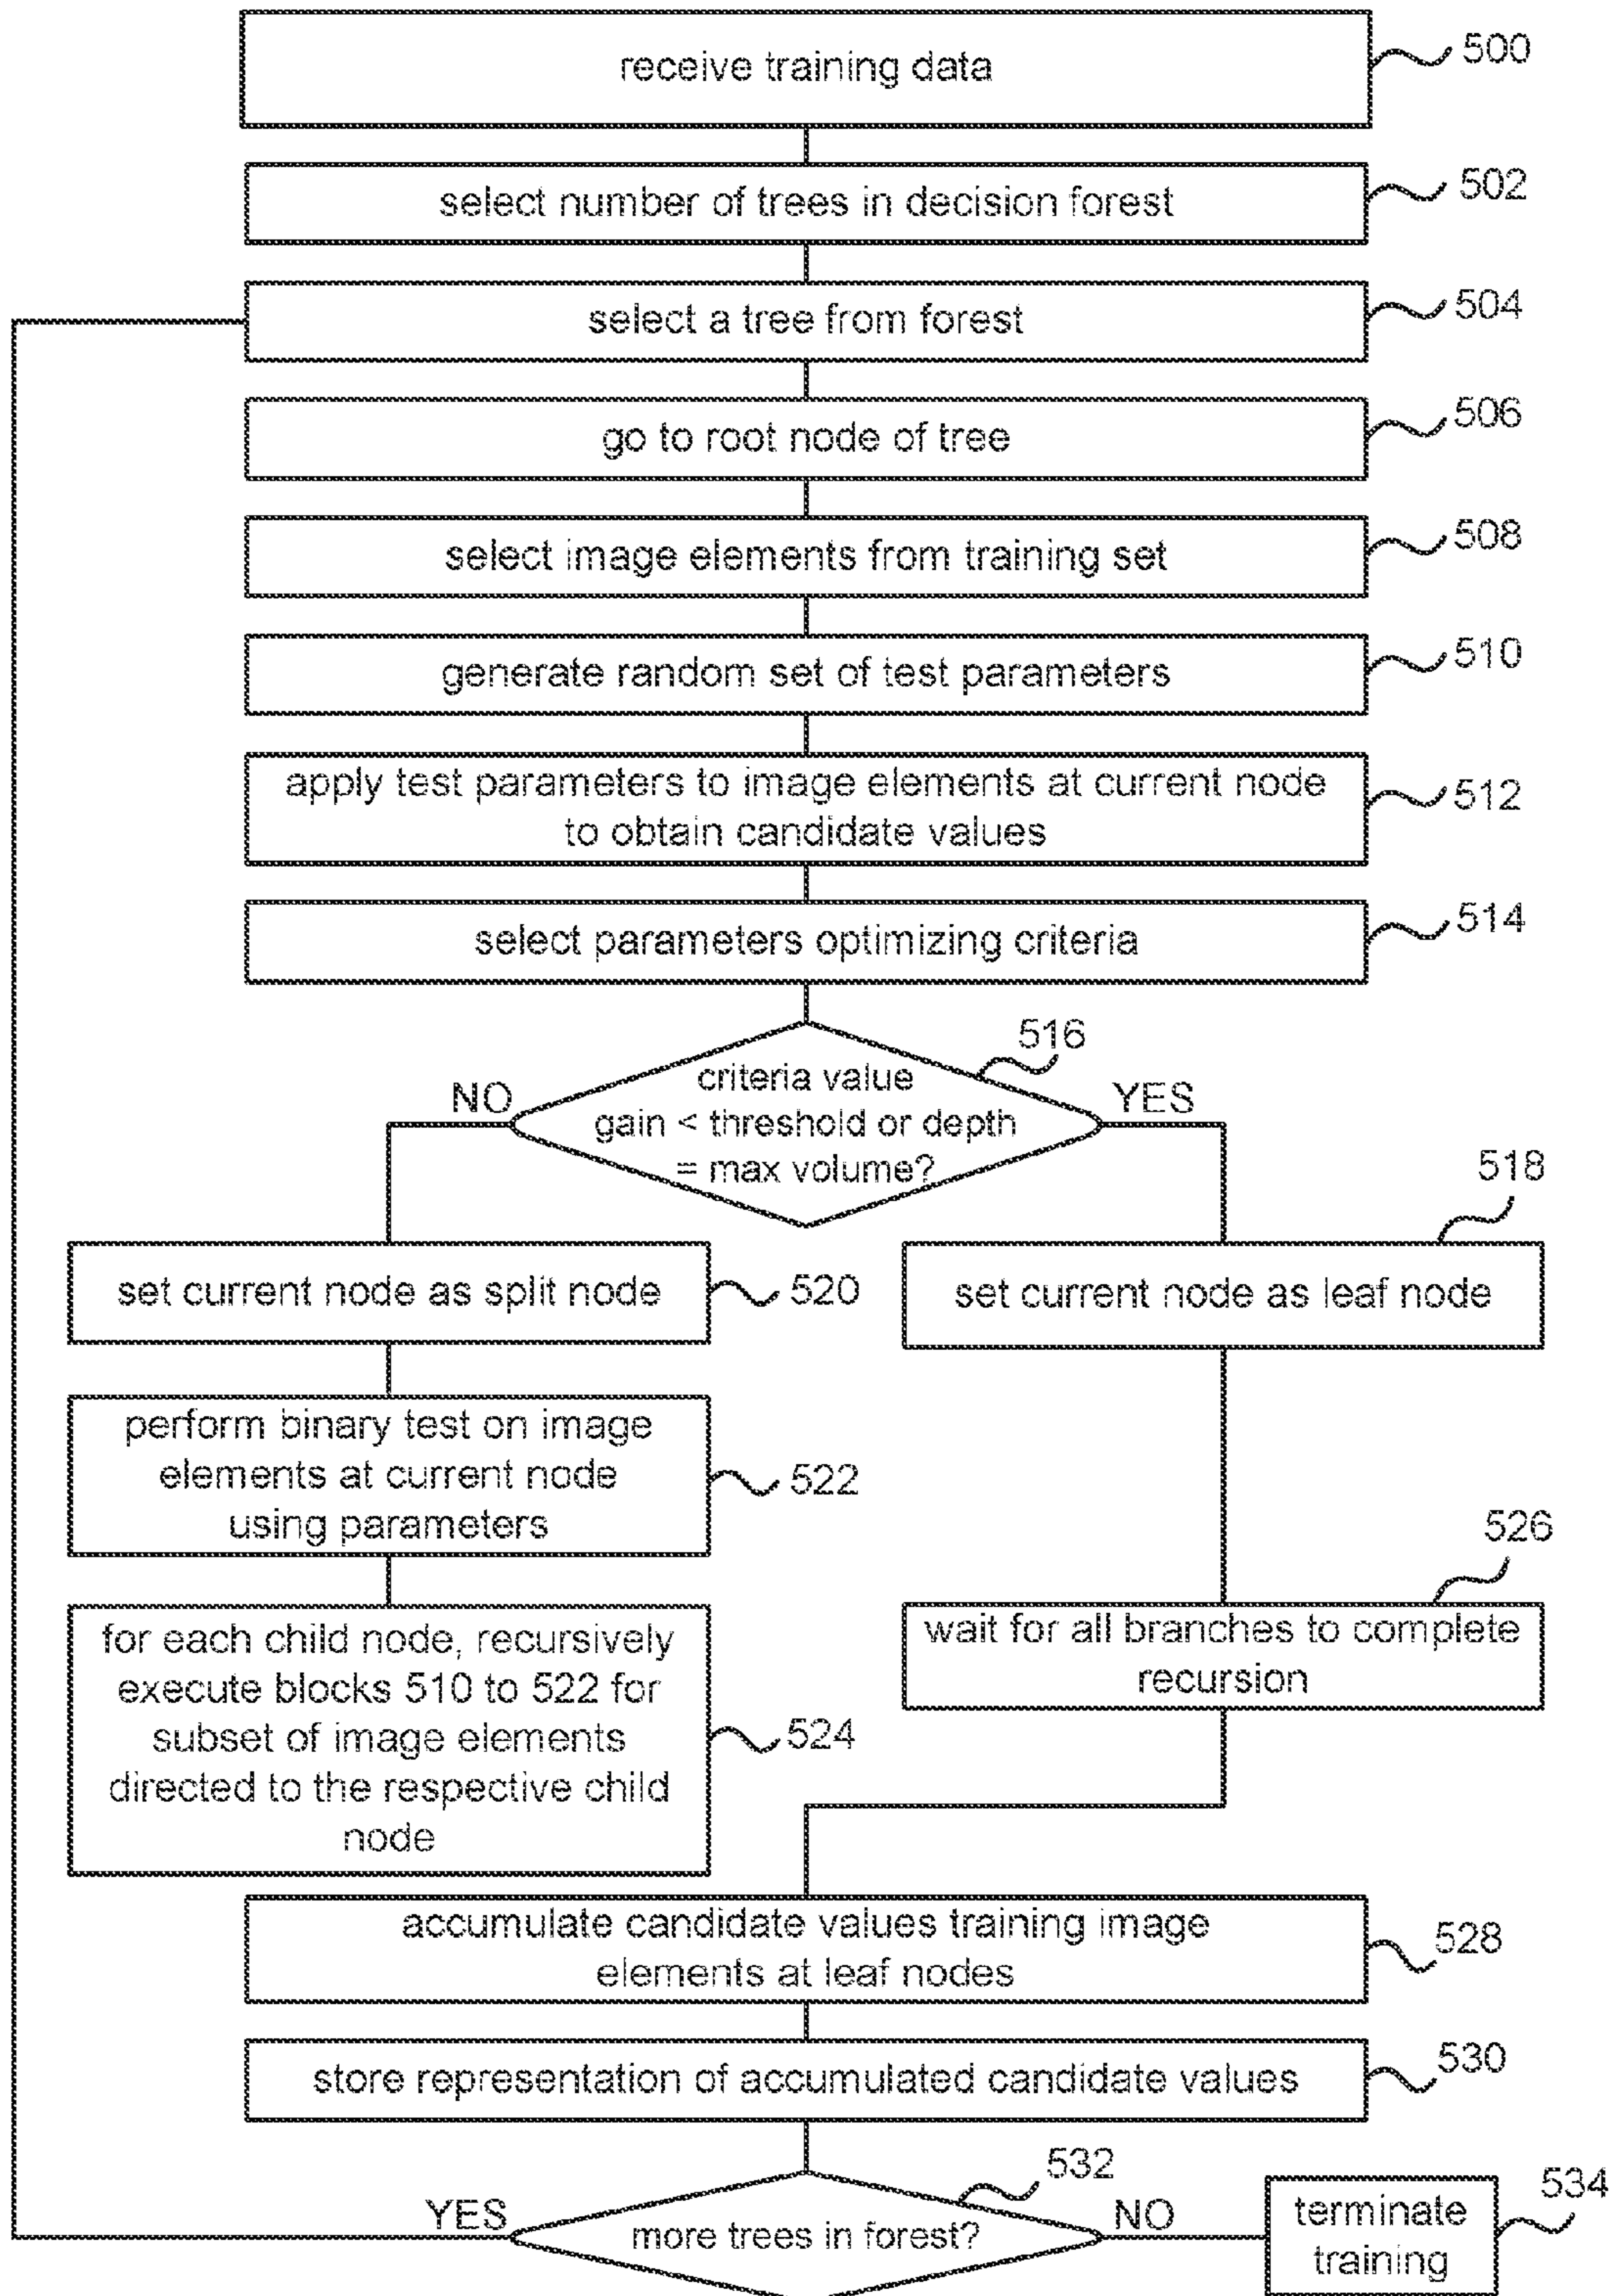 receive training data
500
select number of trees in decision forest
502
select a tree from forest
504
go to root node of tree
506
select image elements from training set
508
generate random set of test parameters
510
apply test parameters to image elements at current node
to obtain candidate values
512
select parameters optimizing criteria
514
516
criteria value
gain < threshold or depth
= max volume?
NO
YES
518
set current node as split node
520
set current node as leaf node
perform binary test on image
elements at current node
using parameters
522
526
for each child node, recursively
execute blocks 510 to 522 for
subset of image elements
directed to the respective child
node
524
wait for all branches to complete
recursion
accumulate candidate values training image
elements at leaf nodes
528
store representation of accumulated candidate values
530
532
YES
more trees in forest?
NO
terminate
training
534